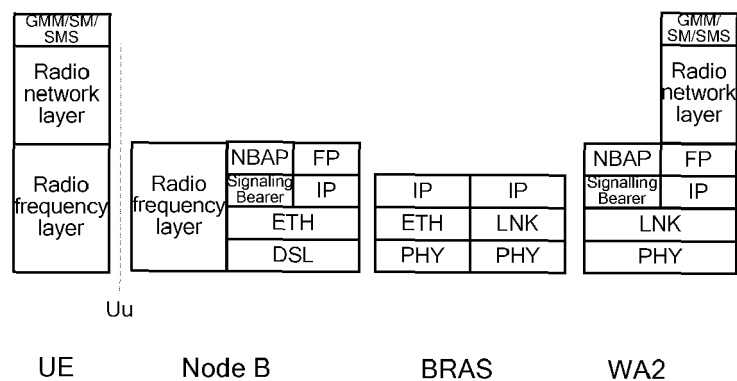 GMM/SM/
SMS
Radio
network
layer
Radio
frequency
layer
Uu
Radio
frequency
layer
NBAP
FP
Signaling
Bearer
IP
ETH
DSL
IP
IP
ETH
LNK
PHY
PHY
GMM/
SM/SMS
Radio
network
layer
NBAP
FP
Signalling
Bearer
IP
LNK
PHY
UE
Node B
BRAS
WA2